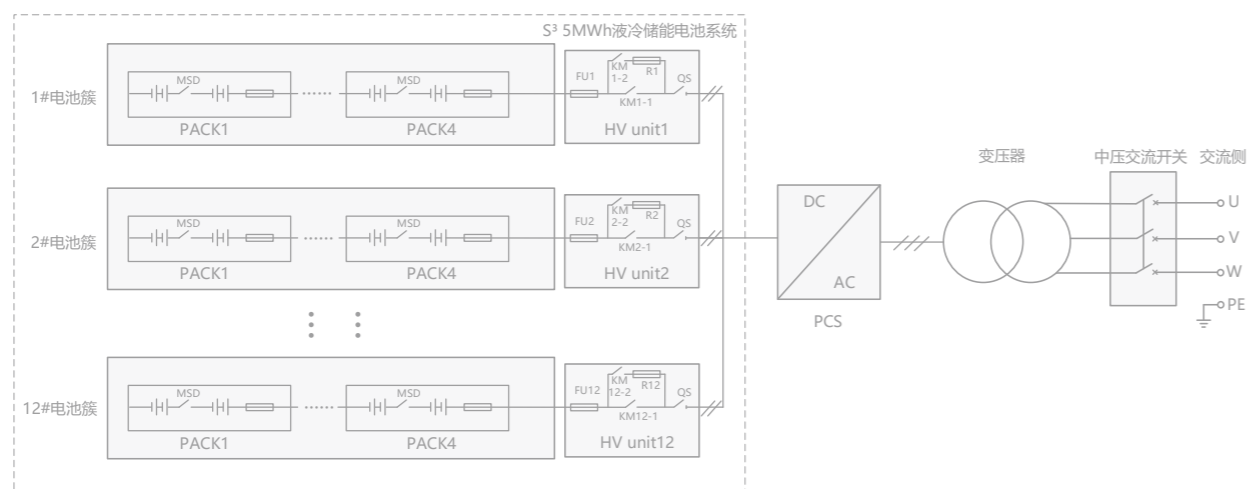 S³ 5MWh液冷储能电池系统
1#电池簇
MSD
PACK1
MSD
PACK4
FU1
KM
1-2
R1
QS
KM1-1
HV unit1
2#电池簇
MSD
PACK1
MSD
PACK4
FU2
KM
2-2
R2
QS
KM2-1
HV unit2
12#电池簇
MSD
PACK1
MSD
PACK4
FU12
KM
12-2
R12
QS
KM12-1
HV unit12
DC
AC
PCS
变压器
中压交流开关
交流侧
U
V
W
PE